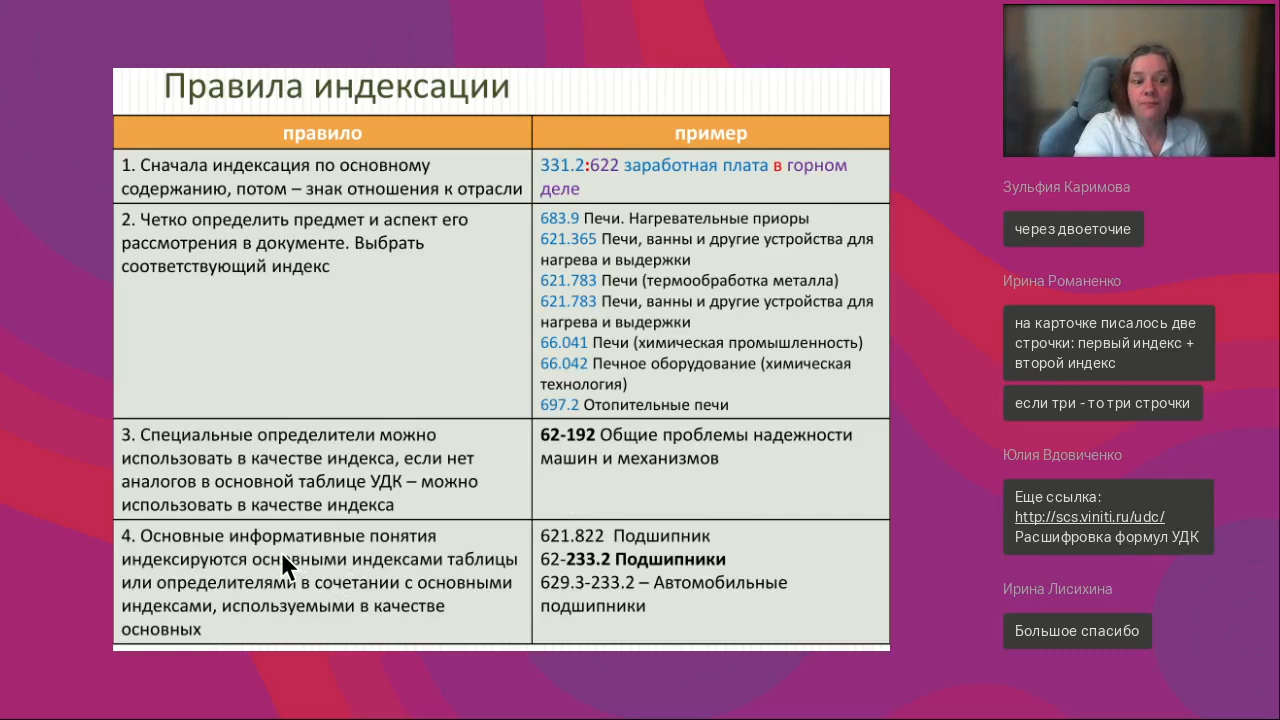 Правила индексации
правило
пример
1. Сначала индексация по основному
содержанию, потом – знак отношения к отрасли
331.2:622 заработная плата в горном
деле
2. Четко определить предмет и аспект его
рассмотрения в документе. Выбрать
соответствующий индекс
683.9 Печи. Нагревательные приоры
621.365 Печи, ванны и другие устройства для
нагрева и выдержки
621.783 Печи (термообработка металла)
621.783 Печи, ванны и другие устройства для
нагрева и выдержки
66.041 Печи (химическая промышленность)
66.042 Печное оборудование (химическая
технология)
697.2 Отопительные печи
3. Специальные определители можно
использовать в качестве индекса, если нет
аналогов в основной таблице УДК – можно
использовать в качестве индекса
62-192 Общие проблемы надежности
машин и механизмов
4. Основные информативные понятия
индексируются основными индексами таблицы
или определителями в сочетании с основными
индексами, используемыми в качестве
основных
621.822 Подшипник
62-233.2 Подшипники
629.3-233.2 – Автомобильные
подшипники
Зульфия Каримова
через двоеточие
Ирина Романенко
на карточке писалось две
строчки: первый индекс +
второй индекс
если три - то три строчки
Юлия Вдовиченко
Еще ссылка:
http://scs.viniti.ru/udc/
Расшифровка формул УДК
Ирина Лисихина
Большое спасибо